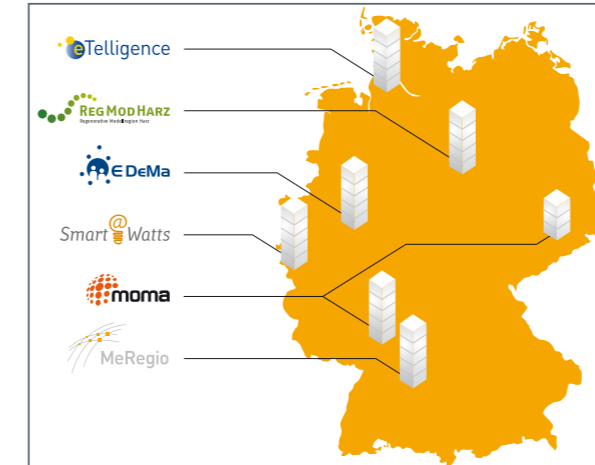 eTelligence
REGMODHARZ
Regenerative Modellregion Harz
E DeMa
Smart@Watts
moma
MeRegio